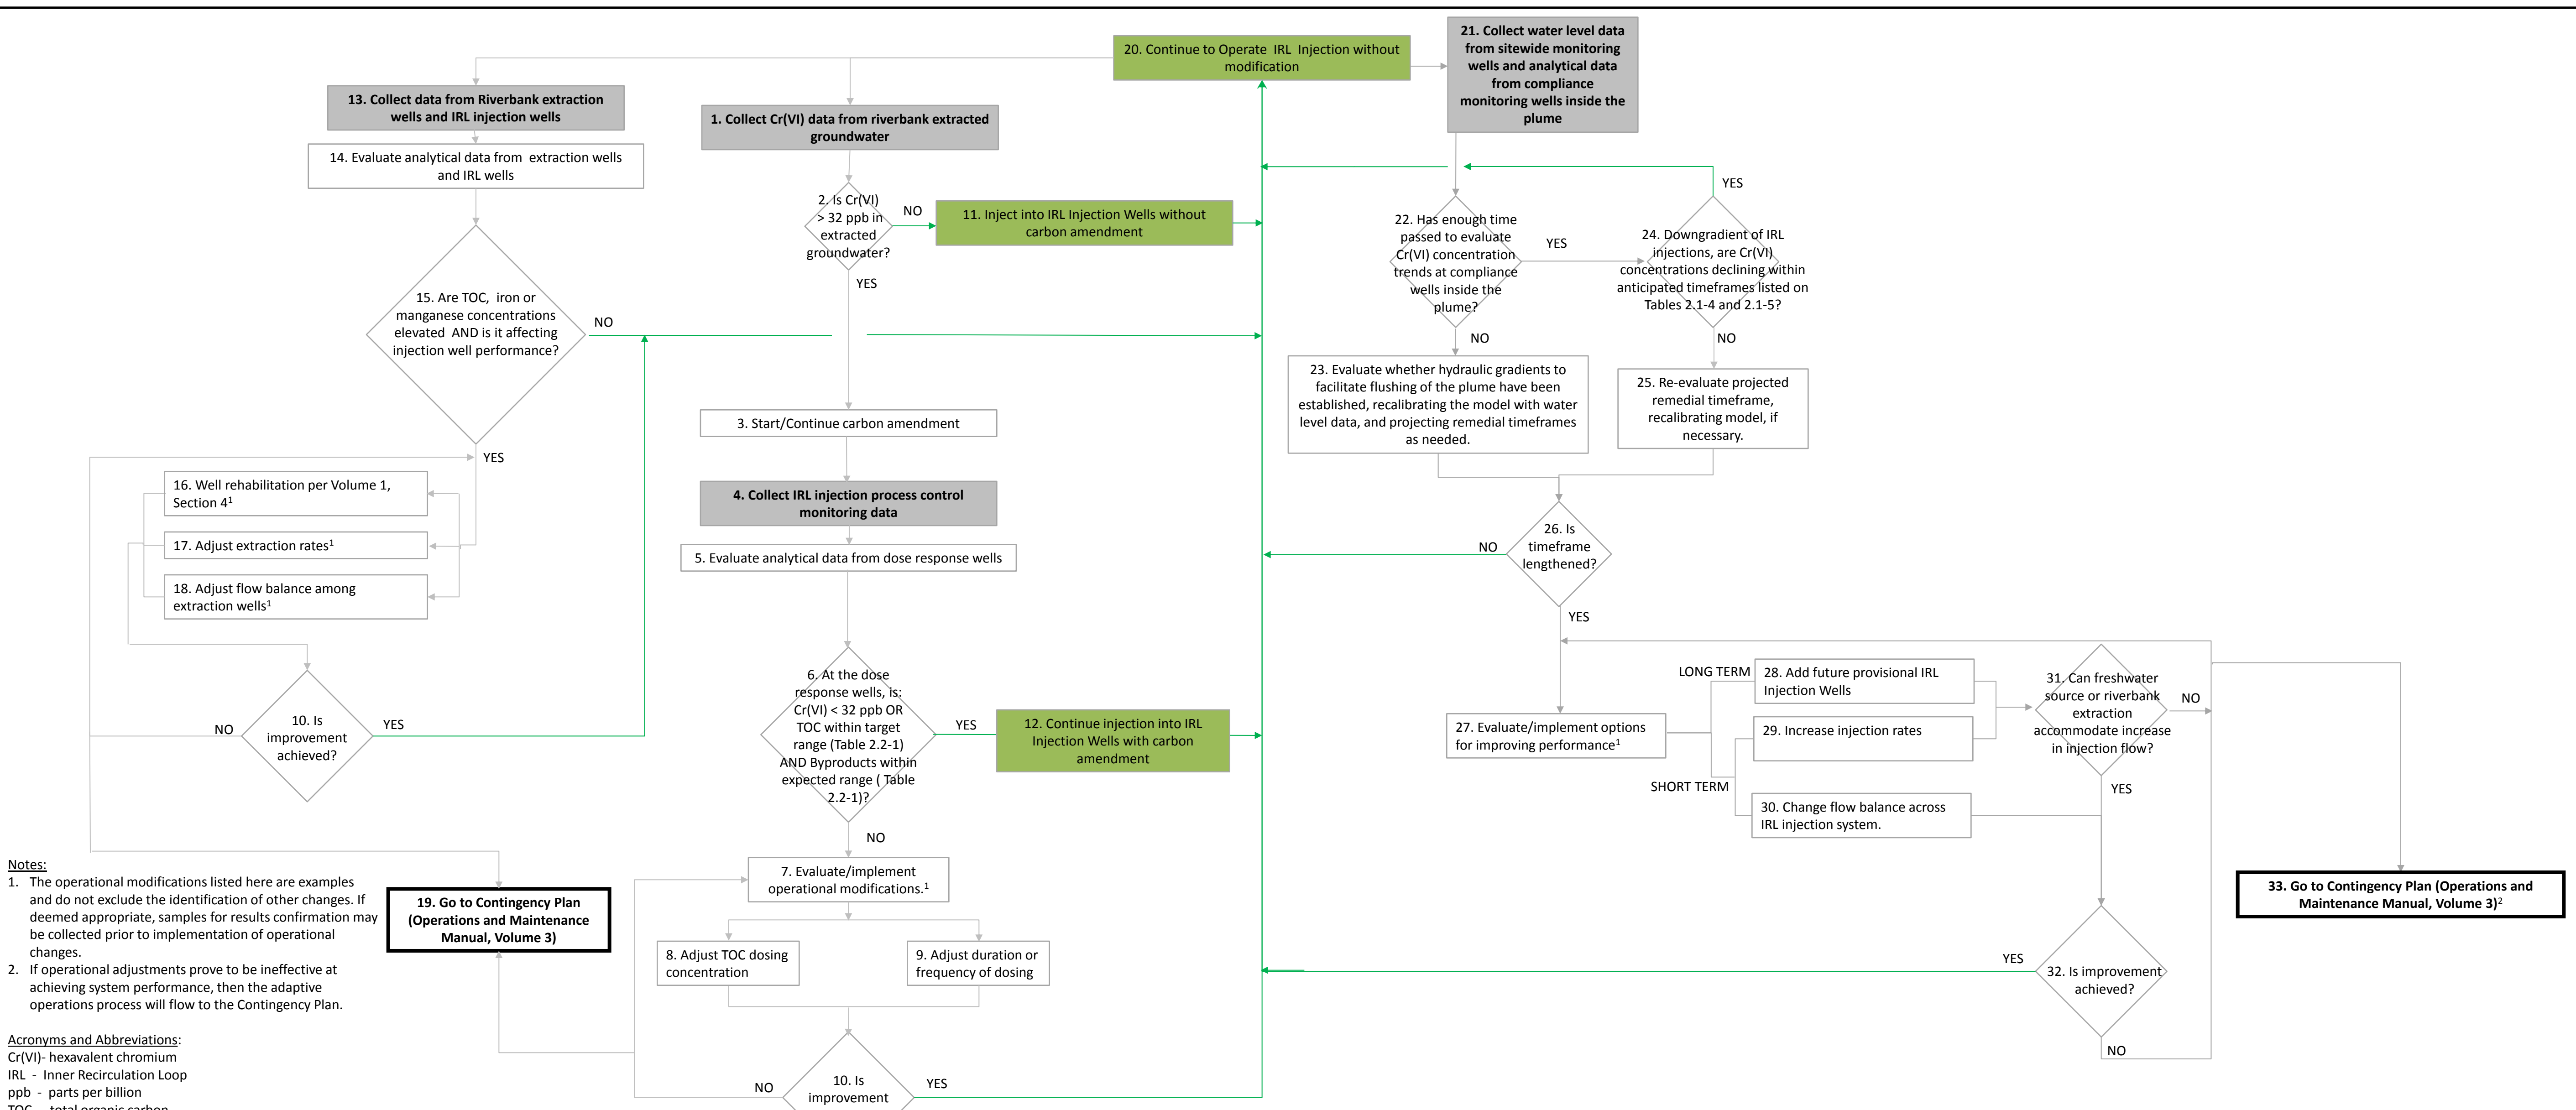 20. Continue to Operate IRL Injection without
modification
21. Collect water level data
from sitewide monitoring
wells and analytical data
from compliance
monitoring wells inside the
plume
13. Collect data from Riverbank extraction
wells and IRL injection wells
14. Evaluate analytical data from extraction wells
and IRL wells
15. Are TOC, iron or
manganese concentrations
elevated AND is it affecting
injection well performance?
NO
YES
16. Well rehabilitation per Volume 1,
Section 4¹
17. Adjust extraction rates¹
18. Adjust flow balance among
extraction wells¹
10. Is
improvement
achieved?
NO
YES
1. Collect Cr(VI) data from riverbank extracted
groundwater
2. Is Cr(VI)
> 32 ppb in
extracted
groundwater?
NO
YES
11. Inject into IRL Injection Wells without
carbon amendment
3. Start/Continue carbon amendment
4. Collect IRL injection process control
monitoring data
5. Evaluate analytical data from dose response wells
6. At the dose
response wells, is:
Cr(VI) < 32 ppb OR
TOC within target
range (Table 2.2-1)
AND Byproducts within
expected range ( Table
2.2-1)?
YES
NO
12. Continue injection into IRL
Injection Wells with carbon
amendment
7. Evaluate/implement
operational modifications.¹
8. Adjust TOC dosing
concentration
9. Adjust duration or
frequency of dosing
10. Is
improvement
NO
YES
19. Go to Contingency Plan
(Operations and Maintenance
Manual, Volume 3)
22. Has enough time
passed to evaluate
Cr(VI) concentration
trends at compliance
wells inside the
plume?
YES
NO
24. Downgradient of IRL
injections, are Cr(VI)
concentrations declining within
anticipated timeframes listed on
Tables 2.1-4 and 2.1-5?
YES
NO
23. Evaluate whether hydraulic gradients to
facilitate flushing of the plume have been
established, recalibrating the model with water
level data, and projecting remedial timeframes
as needed.
25. Re-evaluate projected
remedial timeframe,
recalibrating model, if
necessary.
26. Is
timeframe
lengthened?
NO
YES
27. Evaluate/implement options
for improving performance¹
LONG TERM
SHORT TERM
28. Add future provisional IRL
Injection Wells
29. Increase injection rates
30. Change flow balance across
IRL injection system.
31. Can freshwater
source or riverbank
extraction
accommodate increase
in injection flow?
NO
YES
32. Is improvement
achieved?
YES
NO
33. Go to Contingency Plan (Operations and
Maintenance Manual, Volume 3)²
Notes:
1. The operational modifications listed here are examples
and do not exclude the identification of other changes. If
deemed appropriate, samples for results confirmation may
be collected prior to implementation of operational
changes.
2. If operational adjustments prove to be ineffective at
achieving system performance, then the adaptive
operations process will flow to the Contingency Plan.
Acronyms and Abbreviations:
Cr(VI)- hexavalent chromium
IRL - Inner Recirculation Loop
ppb - parts per billion
TOC - total organic carbon